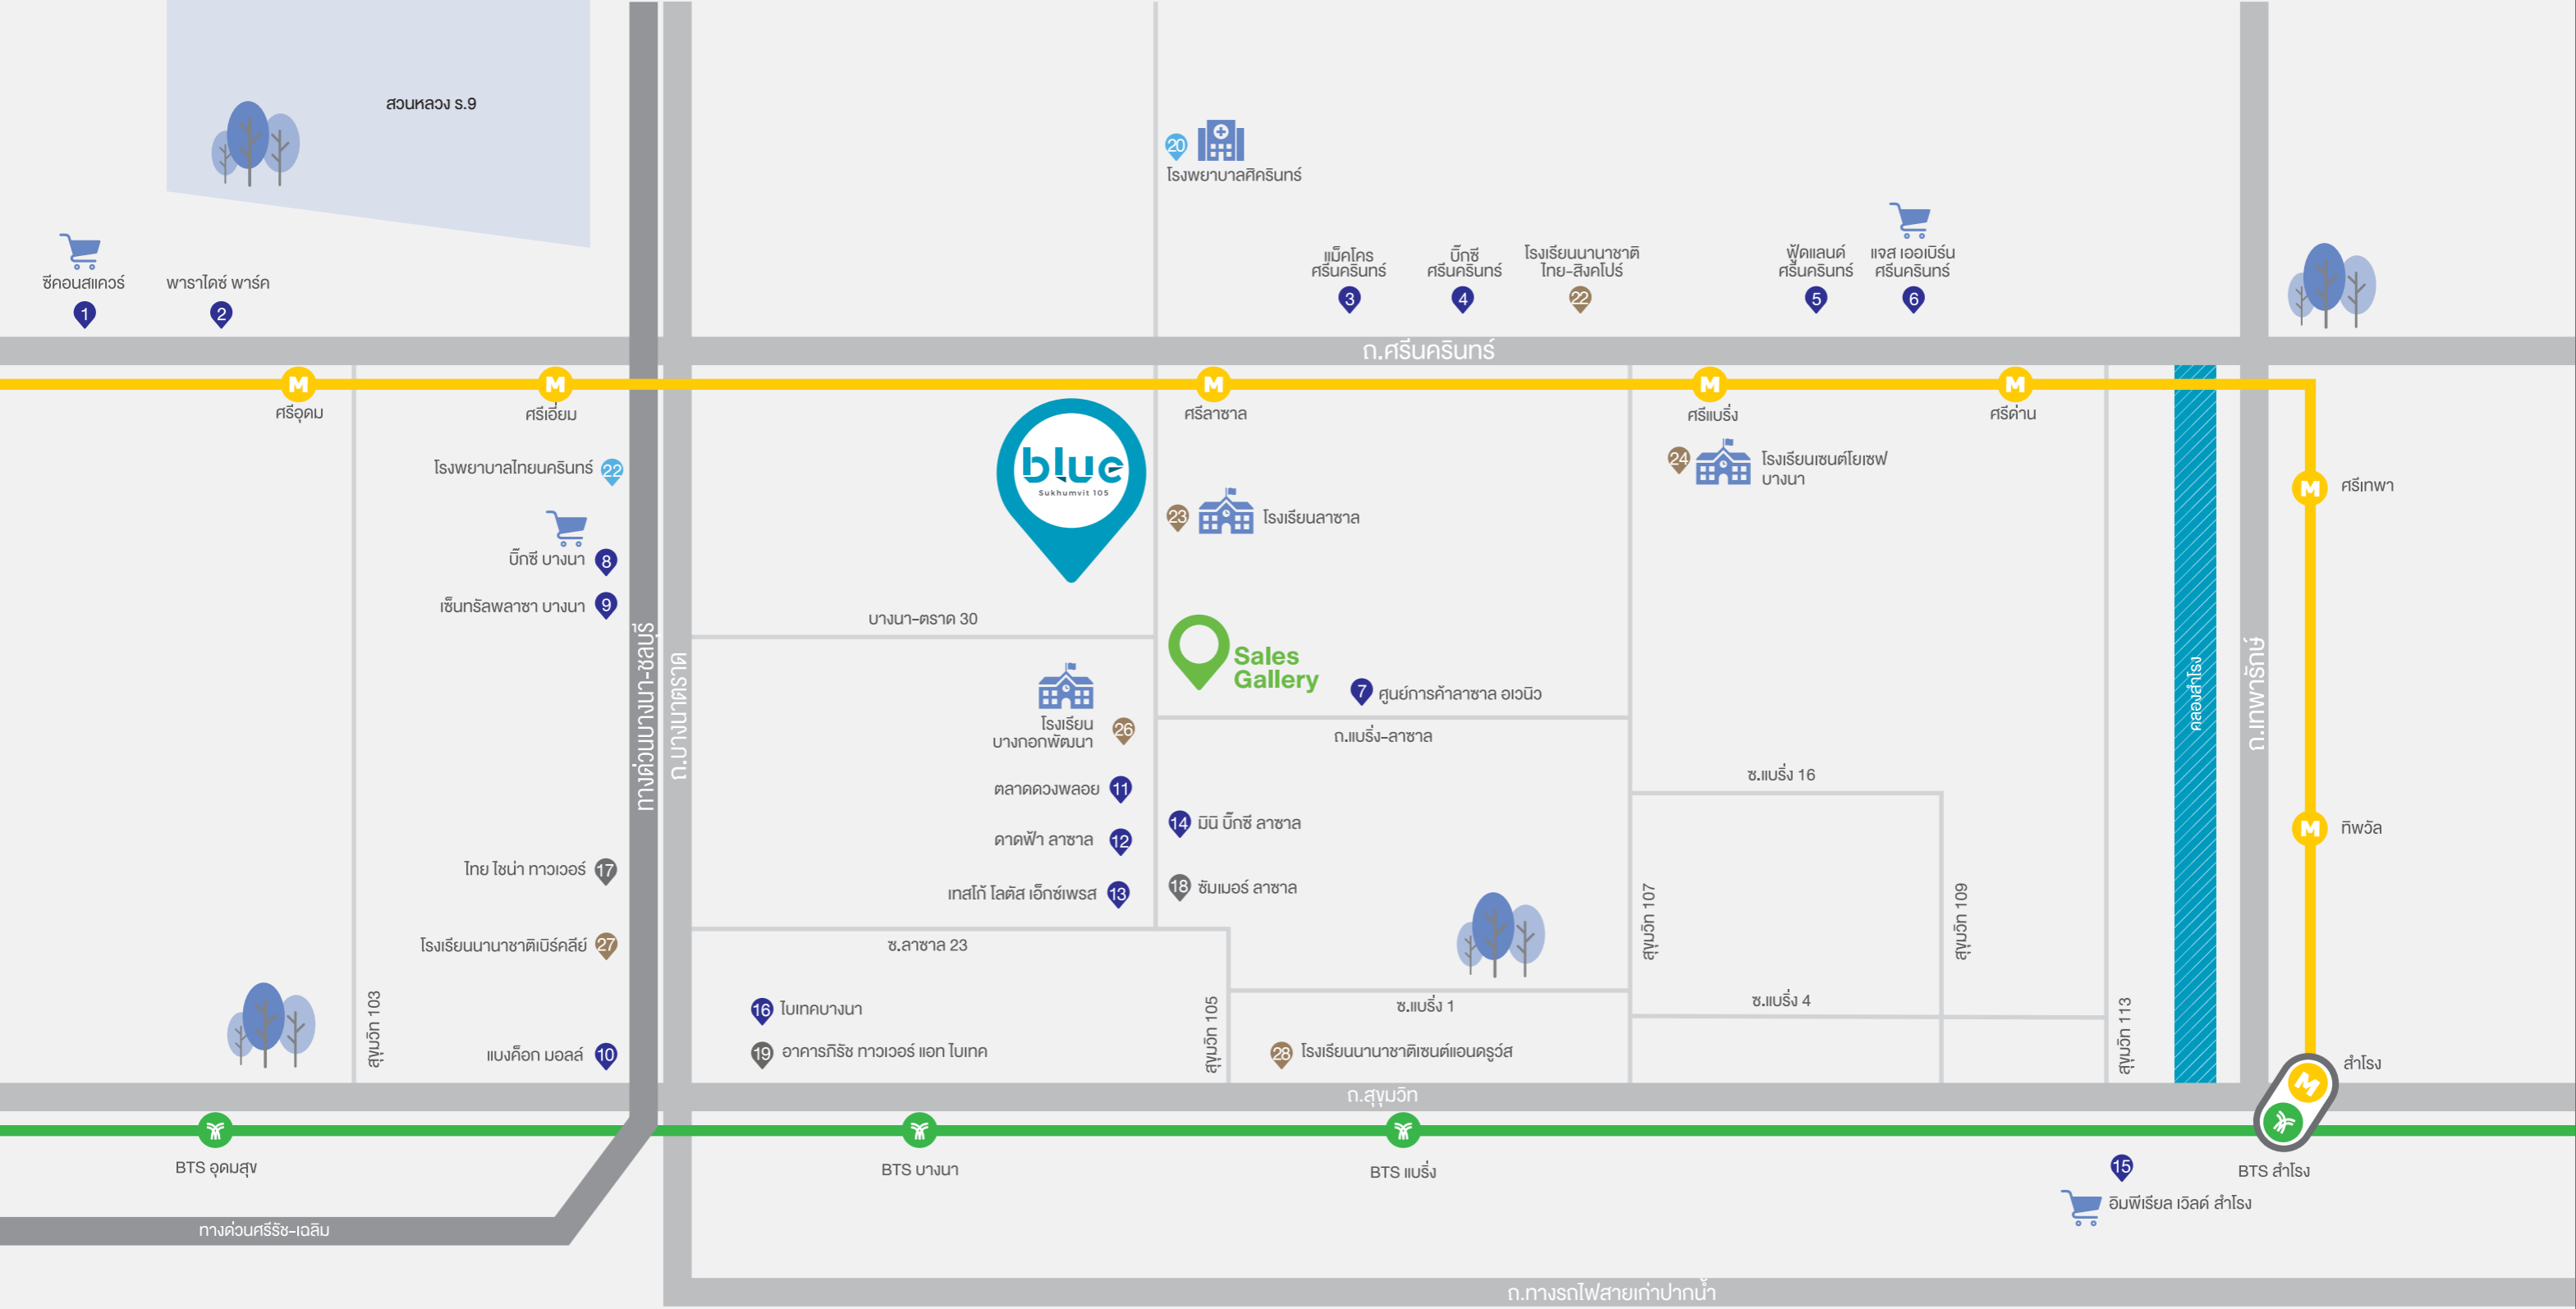 สวนหลวง ร.9
20
โรงพยาบาลศิครินทร์
ซีคอนสแควร์
1
พาราไดซ์ พาร์ค
2
แม็คโคร
ศรีนครินทร์
3
บิ๊กซี
ศรีนครินทร์
4
โรงเรียนนานาชาติ
ไทย-สิงคโปร์
22
ฟู้ดแลนด์
ศรีนครินทร์
5
แจส เออเบิร์น
ศรีนครินทร์
6
ถ.ศรีนครินทร์
M
ศรีอุดม
M
ศรีเอี่ยม
M
ศรีลาซาล
M
ศรีแบริ่ง
M
ศรีด่าน
โรงพยาบาลไทยนครินทร์ 22
blue
Sukhumvit 105
24 โรงเรียนเซนต์โยเซฟ
บางนา
M ศรีเทพา
23 โรงเรียนลาซาล
บิ๊กซี บางนา 8
เซ็นทรัลพลาซา บางนา 9
บางนา-ตราด 30
ทางด่วนบางนา-ชลบุรี
ถ.บางนาตราด
Sales
Gallery
7 ศูนย์การค้าลาซาล อเวนิว
ถ.แบริ่ง-ลาซาล
คลองสำโรง
ถ.เทพารักษ์
โรงเรียน
บางกอกพัฒนา
26
ตลาดดวงพลอย 11
ดาดฟ้า ลาซาล 12
เทสโก้ โลตัส เอ็กซ์เพรส 13
14 มินิ บิ๊กซี ลาซาล
18 ซัมเมอร์ ลาซาล
ซ.แบริ่ง 16
M ทิพวัล
ไทย ไชน่า ทาวเวอร์ 17
โรงเรียนนานาชาติเบิร์คลีย์ 27
ซ.ลาซาล 23
สุขุมวิท 107
สุขุมวิท 109
สุขุมวิท 103
แบงค็อก มอลล์ 10
16 ไบเทคบางนา
19 อาคารภิรัช ทาวเวอร์ แอท ไบเทค
สุขุมวิท 105
ซ.แบริ่ง 1
28 โรงเรียนนานาชาติเซนต์แอนดรูว์ส
ซ.แบริ่ง 4
สุขุมวิท 113
M สำโรง
ถ.สุขุมวิท
BTS อุดมสุข
BTS บางนา
BTS แบริ่ง
BTS สำโรง
15
อิมพีเรียล เวิลด์ สำโรง
ทางด่วนศรีรัช-เฉลิม
ถ.ทางรถไฟสายเก่าปากน้ำ